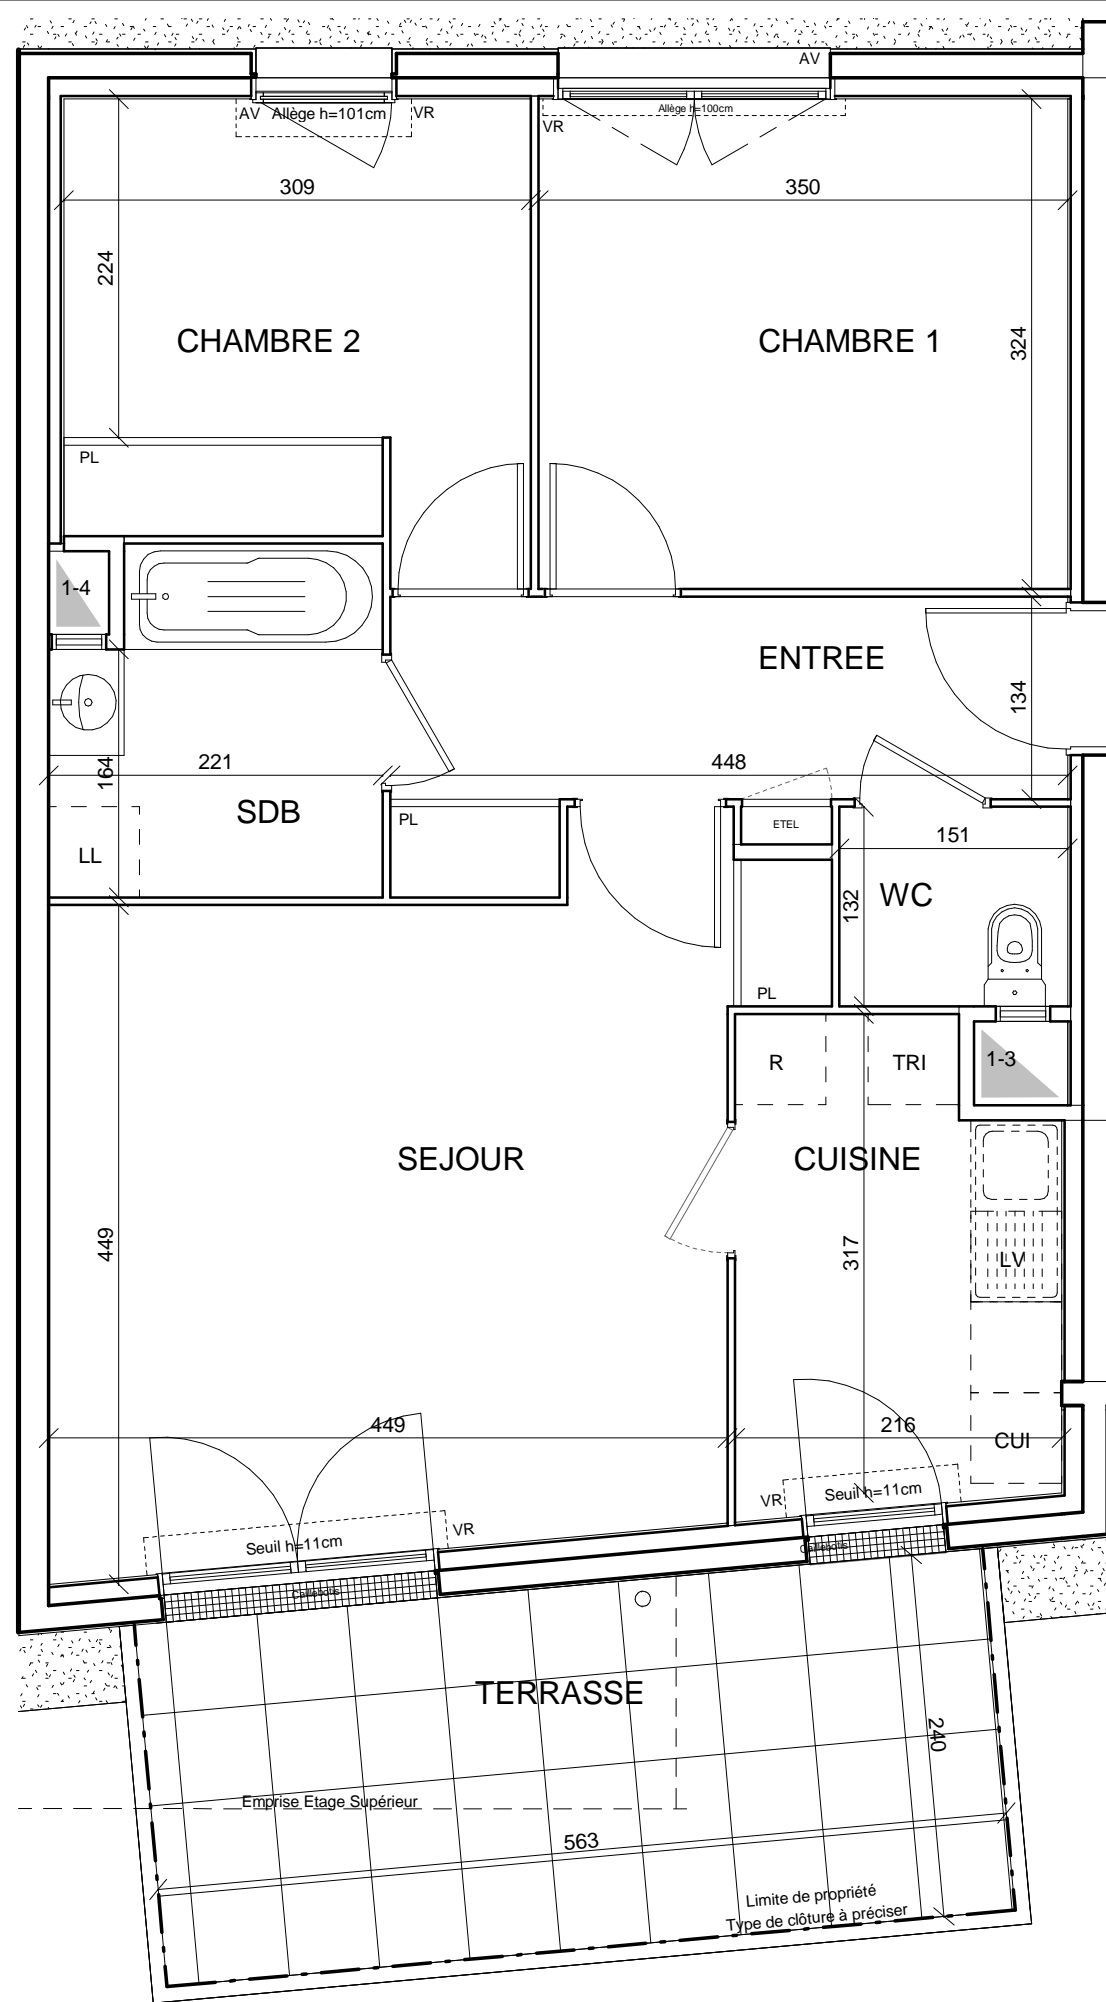 AV
AV Allège h=101cm VR
Allège h=100cm
VR
309
350
224
324
CHAMBRE 2
CHAMBRE 1
PL
1-4
ENTREE
134
164
221
448
SDB
PL
ETEL
151
LL
132
WC
PL
R
TRI
1-3
SEJOUR
CUISINE
449
317
LV
449
216
CUI
VR
Seuil h=11cm
Seuil h=11cm
VR
Caillebotis
Caillebotis
TERRASSE
240
Emprise Etage Supérieur
563
Limite de propriété
Type de clôture à préciser